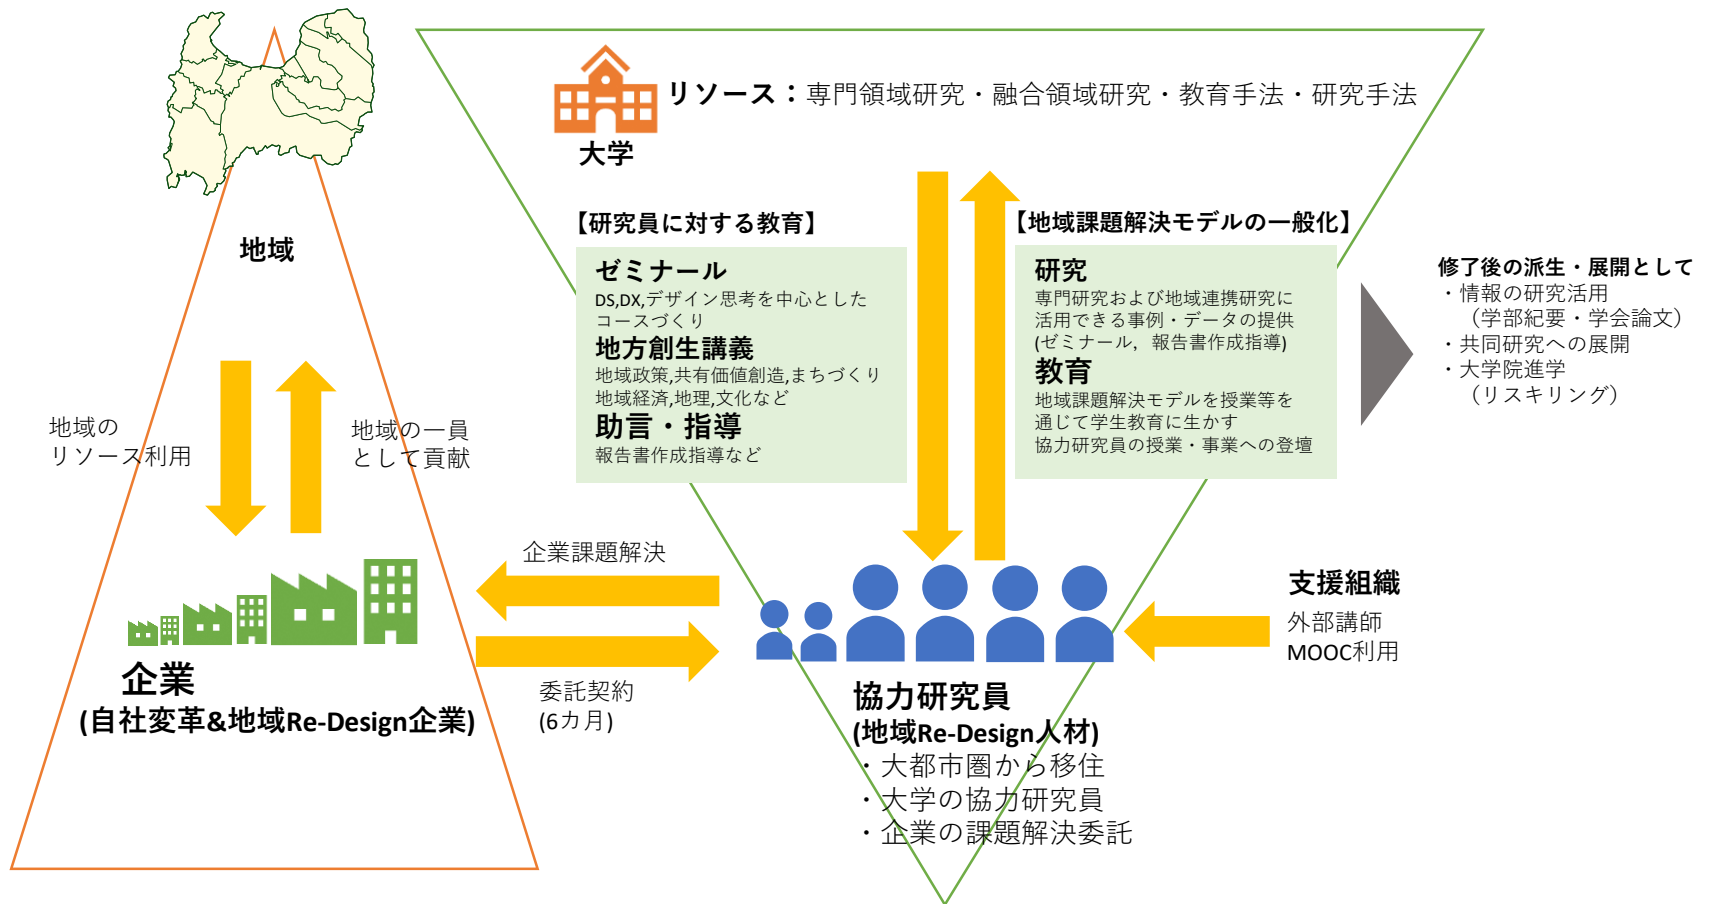 リソース：専門領域研究・融合領域研究・教育手法・研究手法
大学
地域
地域の
リソース利用
地域の一員
として貢献
【研究員に対する教育】
ゼミナール
DS,DX,デザイン思考を中心とした
コースづくり
地方創生講義
地域政策,共有価値創造,まちづくり
地域経済,地理,文化など
助言・指導
報告書作成指導など
【地域課題解決モデルの一般化】
研究
専門研究および地域連携研究に
活用できる事例・データの提供
(ゼミナール，報告書作成指導)
教育
地域課題解決モデルを授業等を
通じて学生教育に生かす
協力研究員の授業・事業への登壇
修了後の派生・展開として
・情報の研究活用
（学部紀要・学会論文）
・共同研究への展開
・大学院進学
（リスキリング）
企業課題解決
委託契約
(6カ月)
企業
(自社変革&地域Re-Design企業)
支援組織
外部講師
MOOC利用
協力研究員
(地域Re-Design人材)
・大都市圏から移住
・大学の協力研究員
・企業の課題解決委託